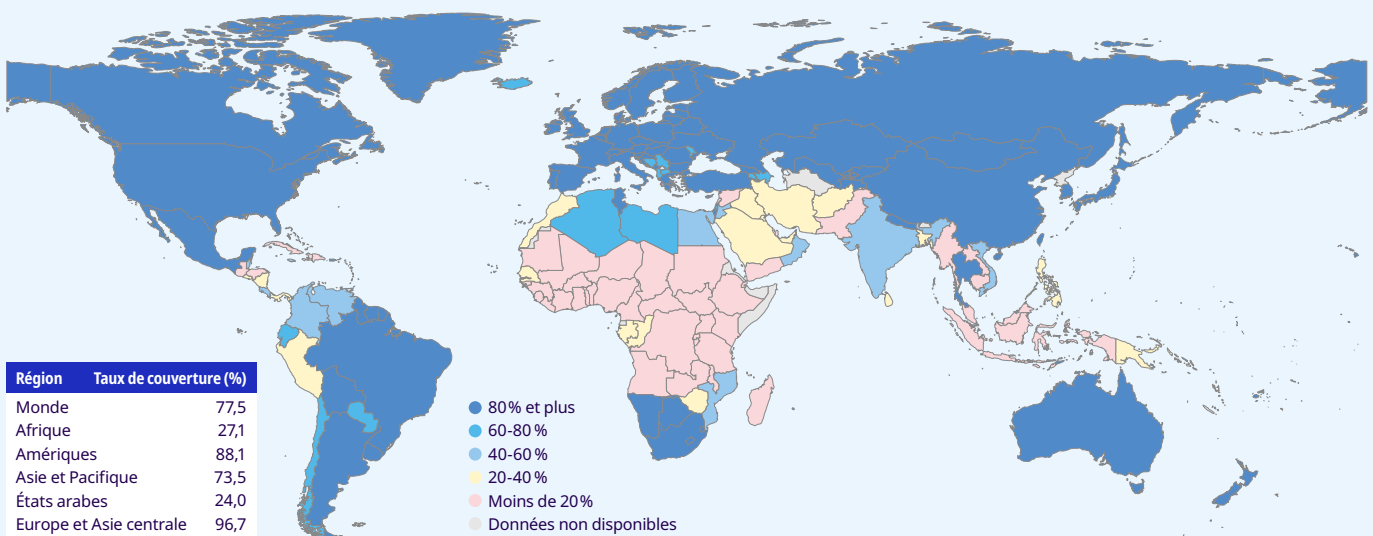 Région Taux de couverture (%)
Monde 77,5
Afrique 27,1
Amériques 88,1
Asie et Pacifique 73,5
États arabes 24,0
Europe et Asie centrale 96,7
80 % et plus
60-80 %
40-60 %
20-40 %
Moins de 20 %
Données non disponibles